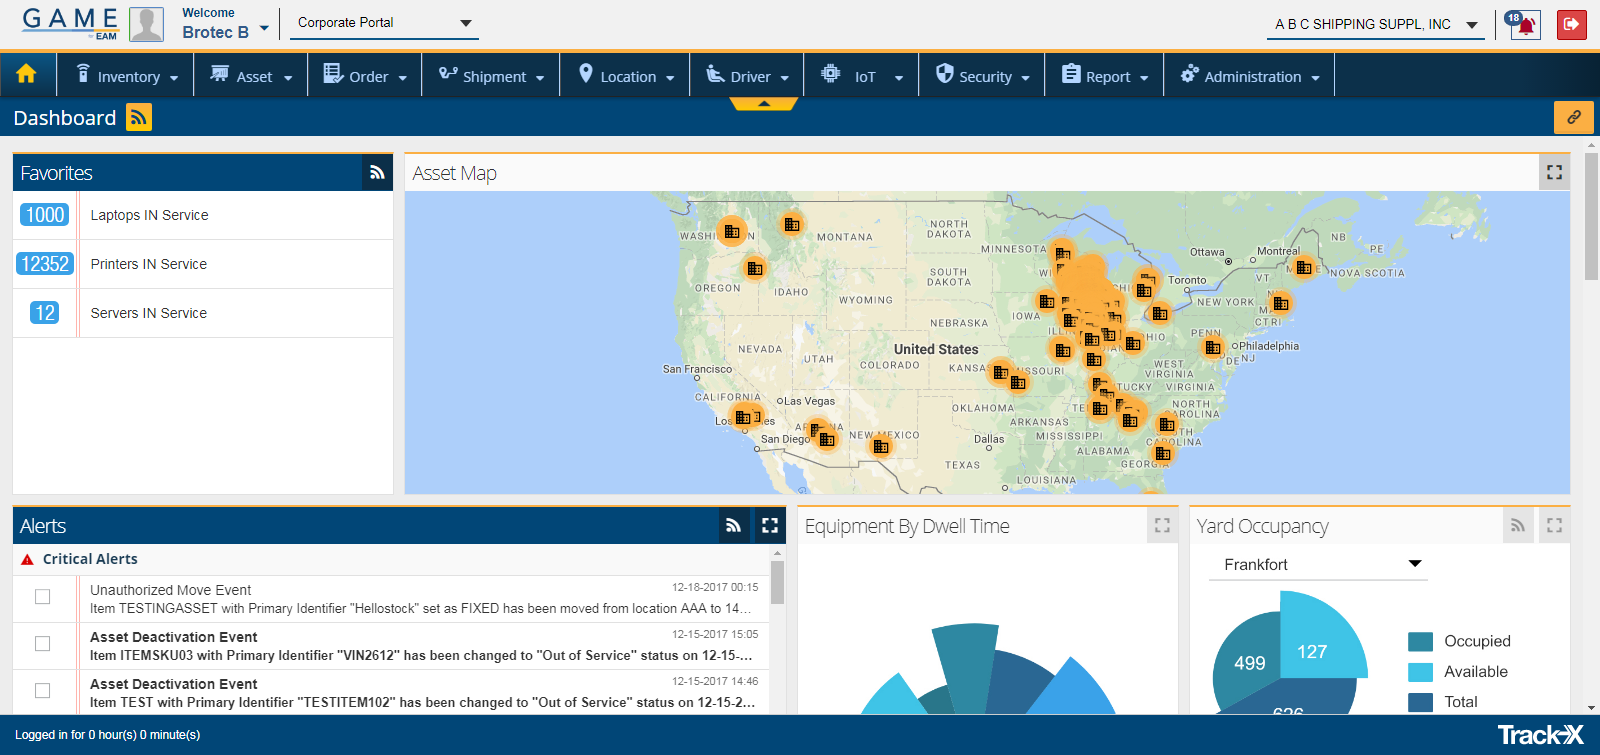 GAME
by EAM
Welcome
Brotec B
Corporate Portal
A B C SHIPPING SUPPL, INC
18
Inventory
Asset
Order
Shipment
Location
Driver
IoT
Security
Report
Administration
Dashboard
Favorites
1000 Laptops IN Service
12352 Printers IN Service
12 Servers IN Service
Asset Map
NORTH DAKOTA
MONTANA
MINNESOTA
Ottawa
Montreal
NB
PE
NOVA SCOTIA
Toronto
VT
SOUTH DAKOTA
OREGON
IDAHO
WYOMING
NEW YORK
IOWA
NEBRASKA
NEVADA
UTAH
United States
COLORADO
PENN
Philadelphia
DE NJ
WEST VIRGINIA
VIRGINIA
San Francisco
CALIFORNIA
Las Vegas
OKLAHOMA
ARKANSAS
NORTH
MISSISSIPPI
San Diego
NEW MEXICO
Dallas
ALABAMA
TEXAS
LOUISIANA
Alerts
Critical Alerts
Unauthorized Move Event 12-18-2017 00:15
Item TESTINGASSET with Primary Identifier "Hellostock" set as FIXED has been moved from location AAA to 14...
Asset Deactivation Event 12-15-2017 15:05
Item ITEMSKU03 with Primary Identifier "VIN2612" has been changed to "Out of Service" status on 12-15-...
Asset Deactivation Event 12-15-2017 14:46
Item TEST with Primary Identifier "TESTITEM102" has been changed to "Out of Service" status on 12-15-2...
Equipment By Dwell Time
Yard Occupancy
Frankfort
499
127
626
Occupied
Available
Total
Logged in for 0 hour(s) 0 minute(s)
Track-X